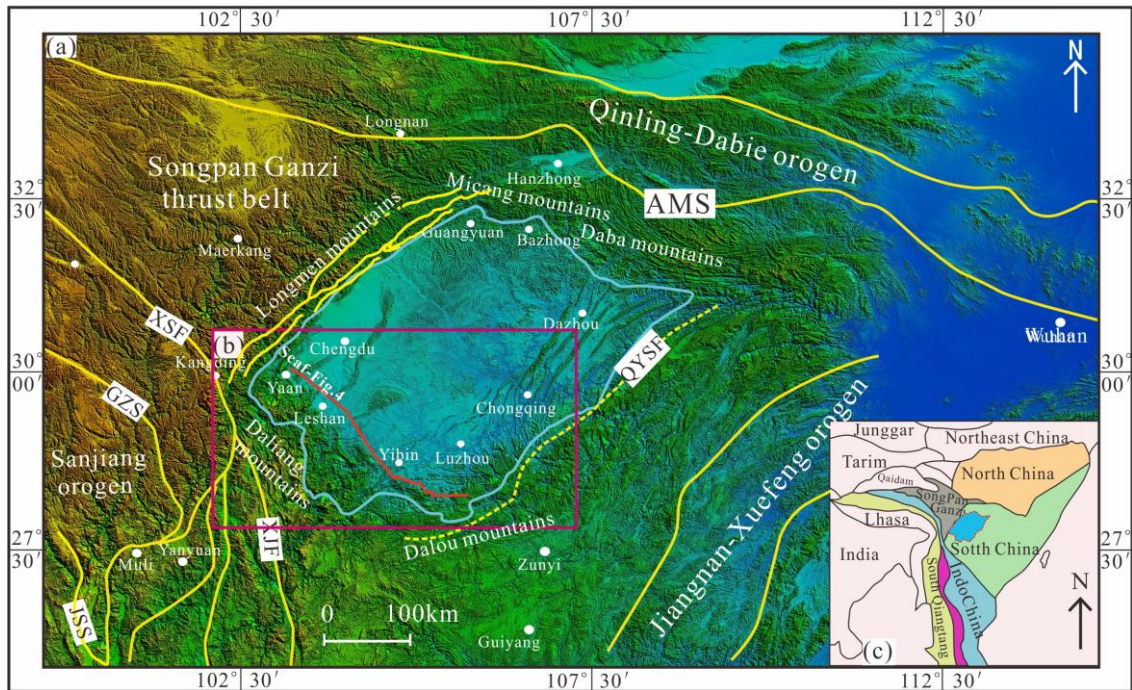 102° 30′
107° 30′
112° 30′
(a)
N
Longnan
Qinling-Dabie orogen
Songpan Ganzi
thrust belt
Hanzhong
32°
30′
32°
30′
Micang mountains
AMS
Longmen mountains
Guangyuan
Bazhong
Daba mountains
Maerkang
XSF
Dazhou
QYSF
Wuhan
(b)
Kangding
Chengdu
30°
00′
30°
00′
GZS
Yaan
Seaf-Fig.4
Leshan
Chongqing
Jiangnan-Xuefeng orogen
Sanjiang
orogen
Daliang
mountains
Yibin
Luzhou
XJF
Dalou mountains
27°
30′
27°
30′
Muli
Yanyuan
Zunyi
JSS
0
100km
Guiyang
Junggar
Northeast China
Tarim
North China
Qaidam
SongPan
Ganzi
Lhasa
Sotth China
India
South Qiangtang
IndoChina
N
(c)
102° 30′
107° 30′
112° 30′